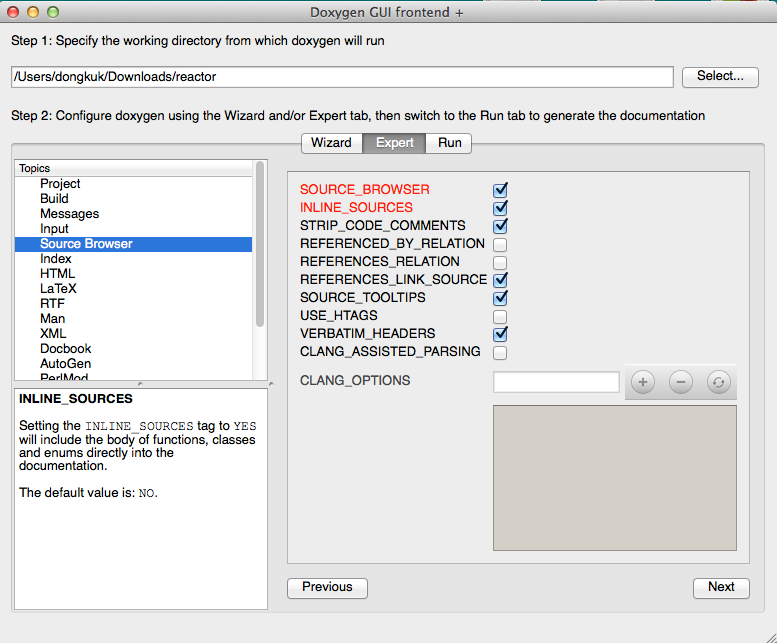 Doxygen GUI frontend +
Step 1: Specify the working directory from which doxygen will run
/Users/dongkuk/Downloads/reactor
Select...
Step 2: Configure doxygen using the Wizard and/or Expert tab, then switch to the Run tab to generate the documentation
Wizard
Expert
Run
Topics
Project
Build
Messages
Input
Source Browser
Index
HTML
LaTeX
RTF
Man
XML
Docbook
AutoGen
PerlMod
INLINE_SOURCES
Setting the INLINE_SOURCES tag to YES
will include the body of functions, classes
and enums directly into the
documentation.
The default value is: NO.
SOURCE_BROWSER
INLINE_SOURCES
STRIP_CODE_COMMENTS
REFERENCED_BY_RELATION
REFERENCES_RELATION
REFERENCES_LINK_SOURCE
SOURCE_TOOLTIPS
USE_HTAGS
VERBATIM_HEADERS
CLANG_ASSISTED_PARSING
CLANG_OPTIONS
Previous
Next